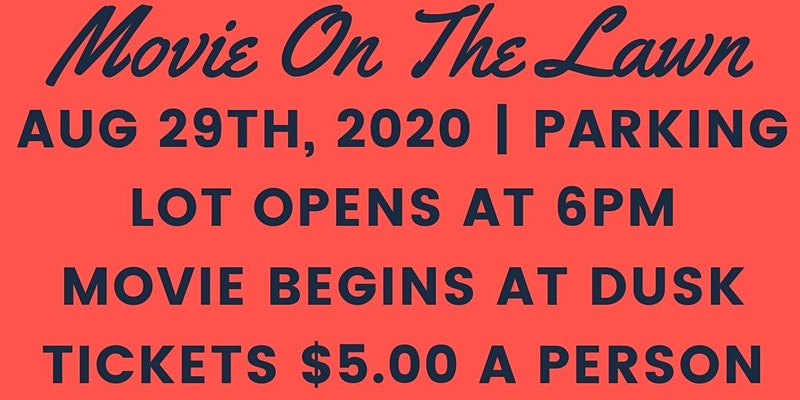 Movie On The Lawn
AUG 29TH, 2020 | PARKING
LOT OPENS AT 6PM
MOVIE BEGINS AT DUSK
TICKETS $5.00 A PERSON